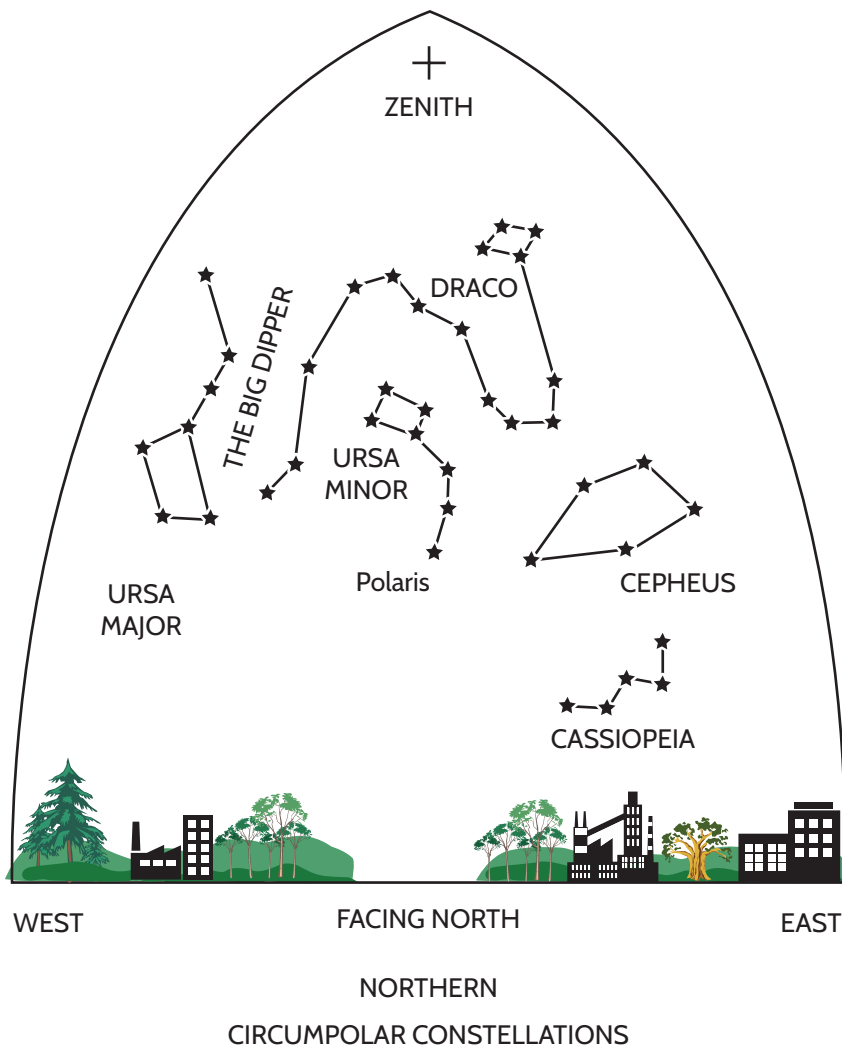 ZENITH
DRACO
THE BIG DIPPER
URSA
MINOR
Polaris
CEPHEUS
URSA
MAJOR
CASSIOPEIA
WEST
FACING NORTH
EAST
NORTHERN
CIRCUMPOLAR CONSTELLATIONS